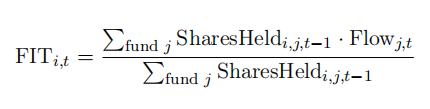 FIT_{i,t} = \frac{\sum_{\text{fund } j} \text{SharesHeld}_{i,j,t-1} \cdot \text{Flow}_{j,t}}{\sum_{\text{fund } j} \text{SharesHeld}_{i,j,t-1}}